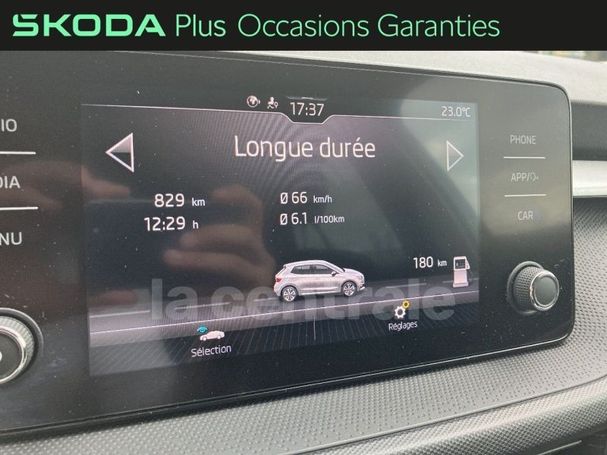 SKODA Plus Occasions Garanties
17:37
23.0°C
Longue durée
829 km
12:29 h
Ø 66 km/h
Ø 6.1 l/100km
180 km
la centrale
Sélection
Réglages
PHONE
APP/
CAR